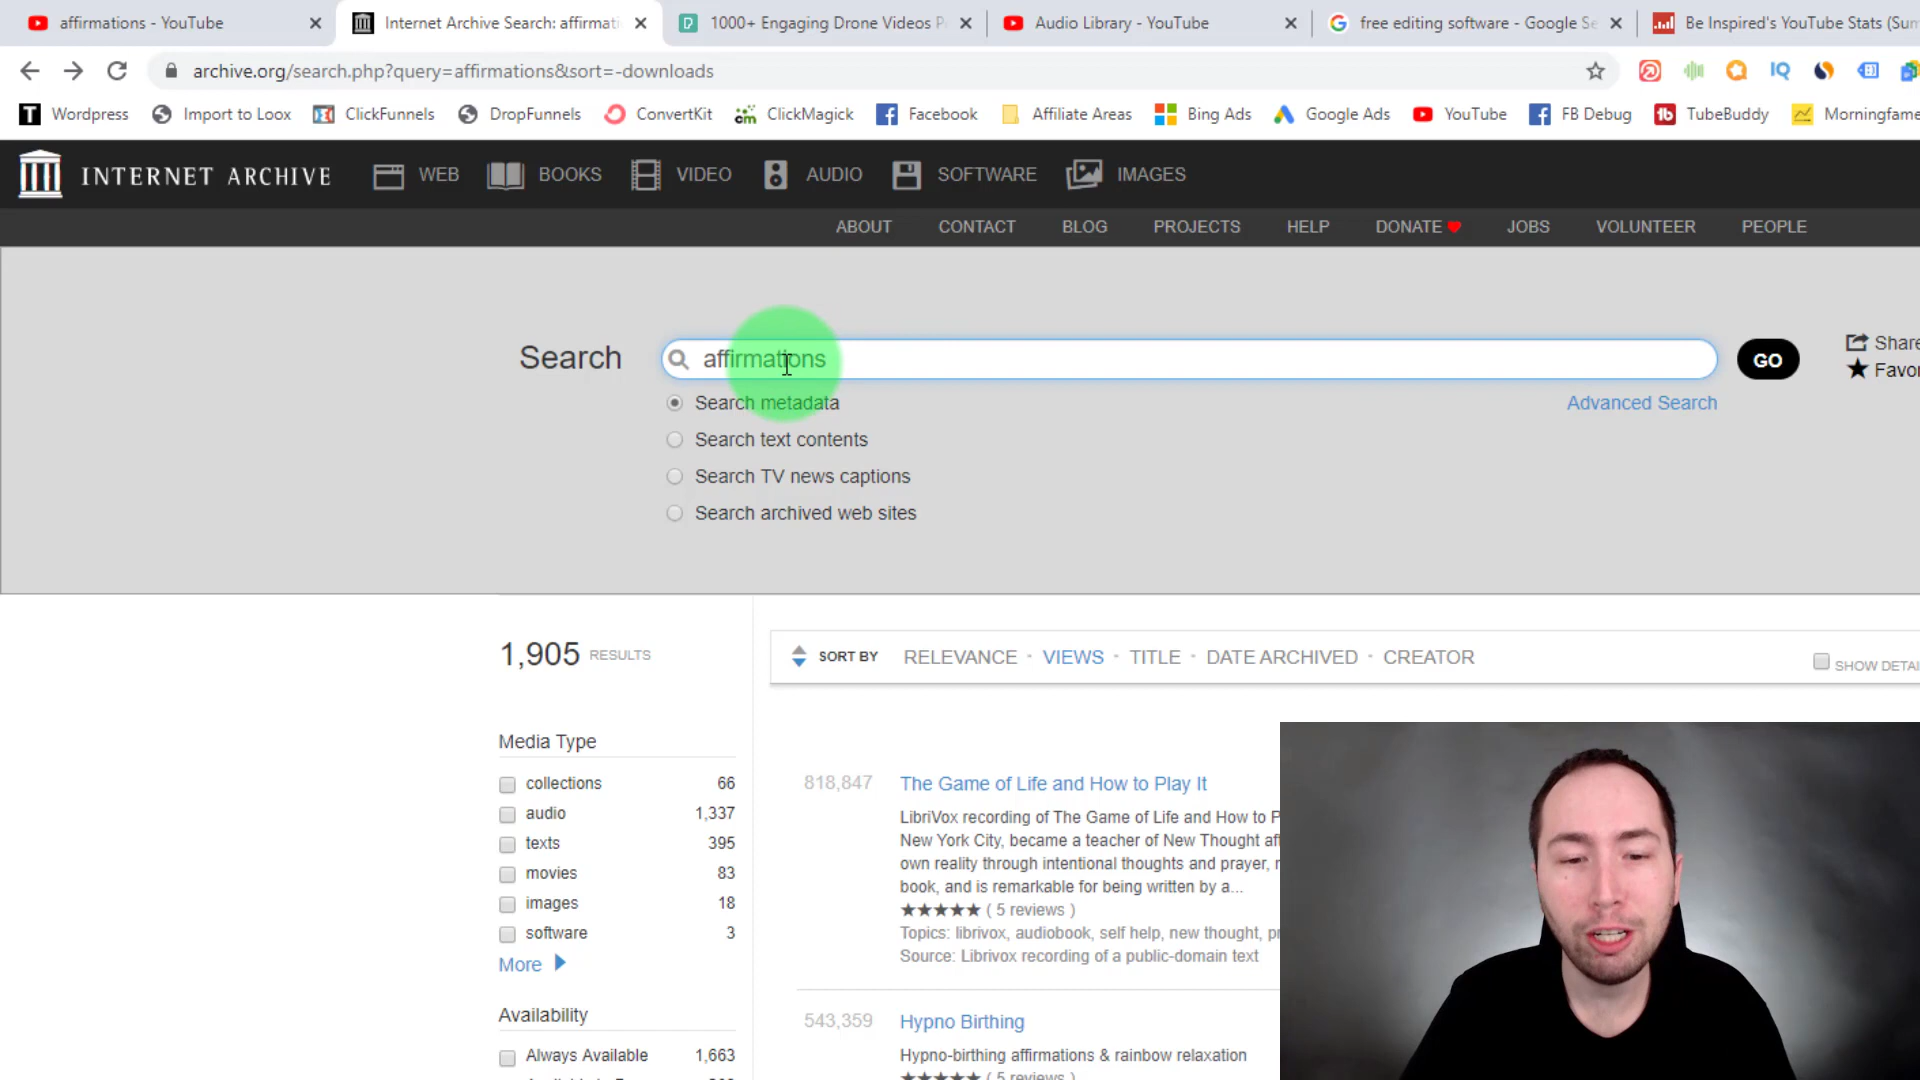 affirmations - YouTube
Internet Archive Search: affirmati
1000+ Engaging Drone Videos P
Audio Library - YouTube
free editing software - Google Se
Be Inspired's YouTube Stats (Sum
archive.org/search.php?query=affirmations&sort=-downloads
IQ
T Wordpress
Import to Loox
ClickFunnels
DropFunnels
ConvertKit
cm ClickMagick
Facebook
Affiliate Areas
Bing Ads
Google Ads
YouTube
FB Debug
TubeBuddy
Morningfame
INTERNET ARCHIVE
WEB
BOOKS
VIDEO
AUDIO
SOFTWARE
IMAGES
ABOUT
CONTACT
BLOG
PROJECTS
HELP
DONATE
JOBS
VOLUNTEER
PEOPLE
Search
affirmations
GO
Share
Favor
Search metadata
Advanced Search
Search text contents
Search TV news captions
Search archived web sites
1,905 RESULTS
SORT BY RELEVANCE · VIEWS · TITLE · DATE ARCHIVED · CREATOR
SHOW DETAI
Media Type
collections 66
audio 1,337
texts 395
movies 83
images 18
software 3
More
Availability
Always Available 1,663
818,847
The Game of Life and How to Play It
LibriVox recording of The Game of Life and How to P
New York City, became a teacher of New Thought aft
own reality through intentional thoughts and prayer,
book, and is remarkable for being written by a...
★★★★★ ( 5 reviews )
Topics: librivox, audiobook, self help, new thought, pr
Source: Librivox recording of a public-domain text
543,359
Hypno Birthing
Hypno-birthing affirmations & rainbow relaxation
★★★★★ ( 5 reviews )